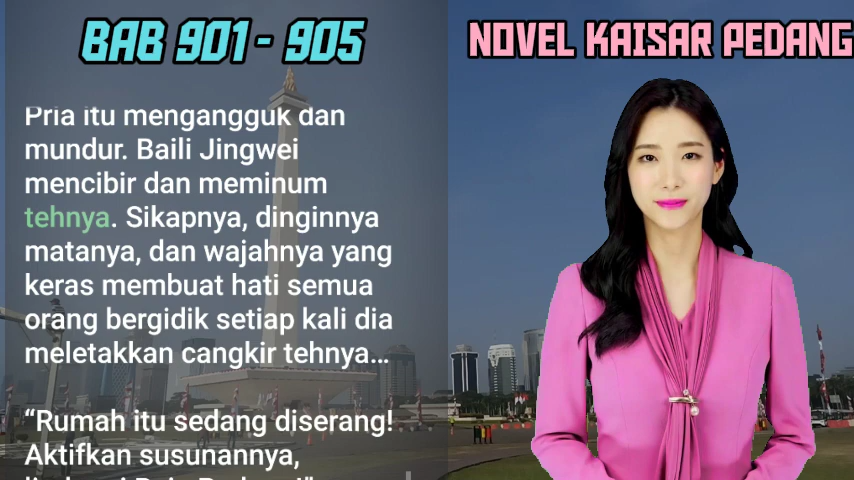 BAB 901 - 905
NOVEL KAISAR PEDANG
Pria itu mengangguk dan
mundur. Baili Jingwei
mencibir dan meminum
tehnya. Sikapnya, dinginnya
matanya, dan wajahnya yang
keras membuat hati semua
orang bergidik setiap kali dia
meletakkan cangkir tehnya...
“Rumah itu sedang diserang!
Aktifkan susunannya,